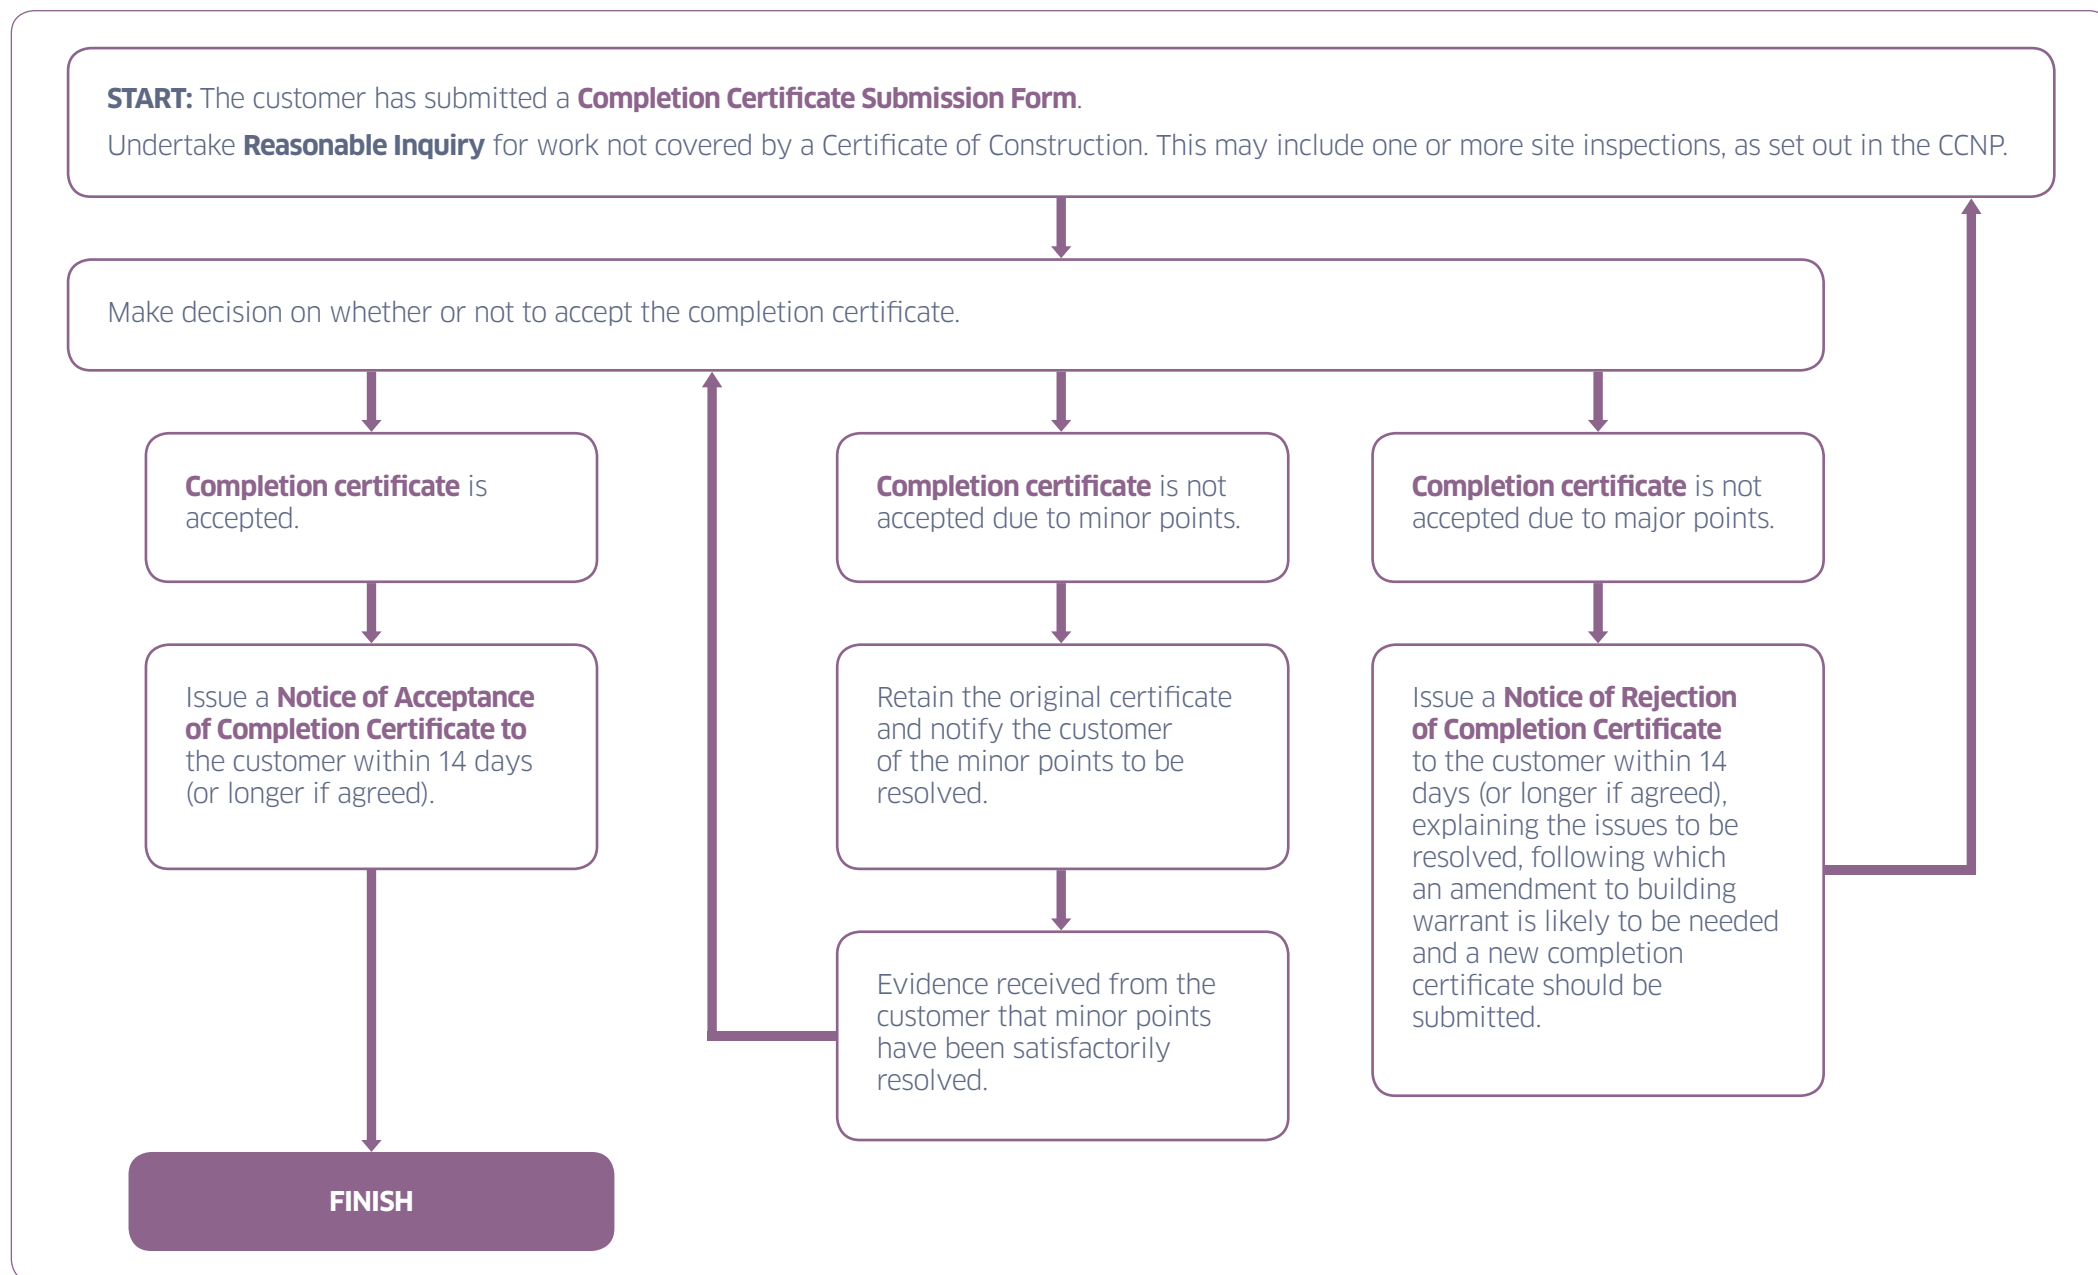 START: The customer has submitted a Completion Certificate Submission Form.
Undertake Reasonable Inquiry for work not covered by a Certificate of Construction. This may include one or more site inspections, as set out in the CCNP.
Make decision on whether or not to accept the completion certificate.
Completion certificate is
accepted.
Completion certificate is not
accepted due to minor points.
Completion certificate is not
accepted due to major points.
Issue a Notice of Acceptance
of Completion Certificate to
the customer within 14 days
(or longer if agreed).
Retain the original certificate
and notify the customer
of the minor points to be
resolved.
Issue a Notice of Rejection
of Completion Certificate
to the customer within 14
days (or longer if agreed),
explaining the issues to be
resolved, following which
an amendment to building
warrant is likely to be needed
and a new completion
certificate should be
submitted.
Evidence received from the
customer that minor points
have been satisfactorily
resolved.
FINISH